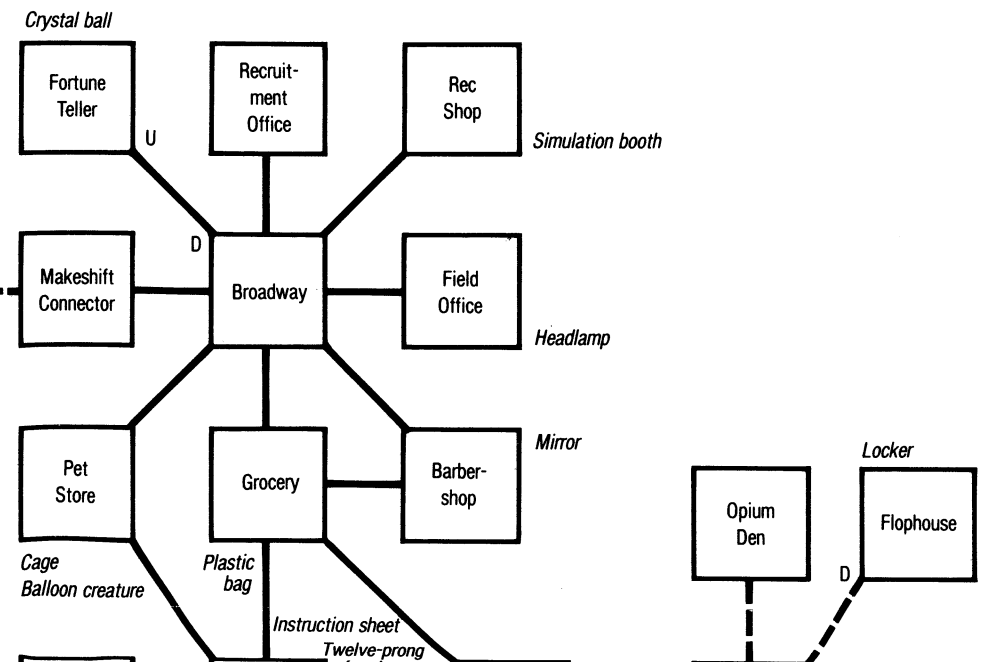 Crystal ball
Fortune
Teller
U
Recruit-
ment
Office
Rec
Shop
Simulation booth
D
Makeshift
Connector
Broadway
Field
Office
Headlamp
Pet
Store
Grocery
Barber-
shop
Mirror
Opium
Den
Locker
Flophouse
D
Cage
Balloon creature
Plastic
bag
Instruction sheet
Twelve-prong